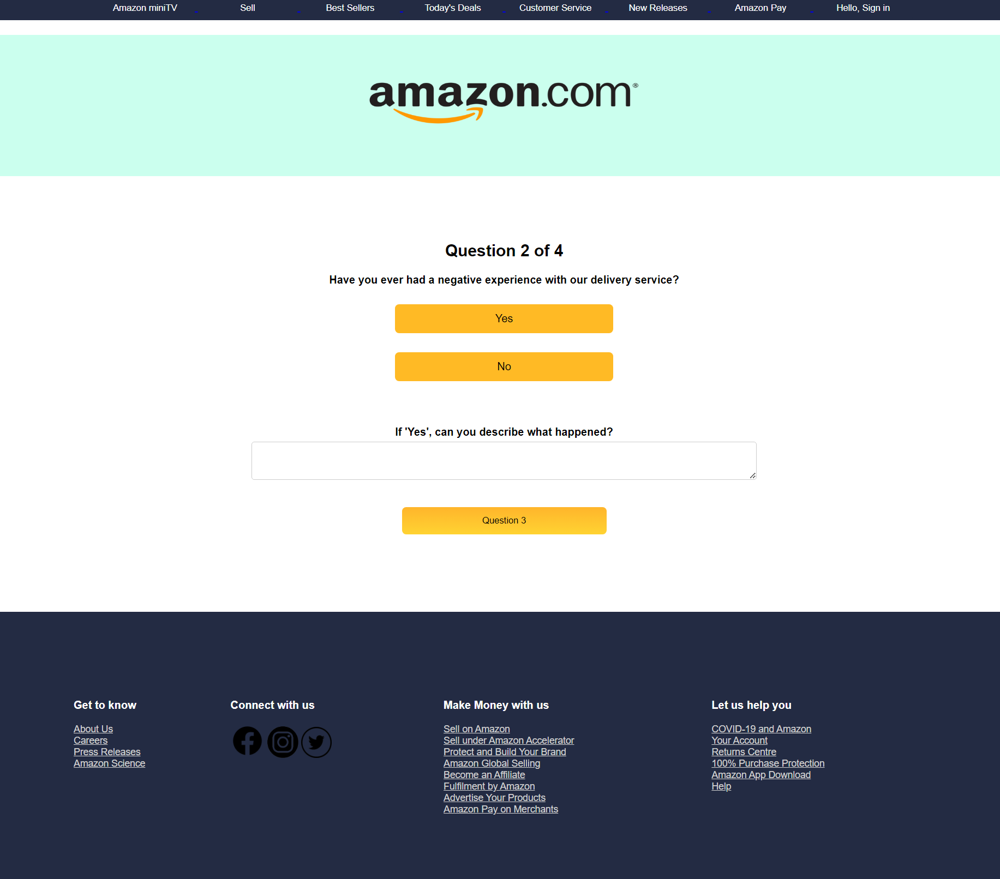 Amazon miniTV Sell Best Sellers Today's Deals Customer Service New Releases Amazon Pay Hello, Sign in
amazon.com®
Question 2 of 4
Have you ever had a negative experience with our delivery service?
Yes
No
If 'Yes', can you describe what happened?
Question 3
Get to know
About Us
Careers
Press Releases
Amazon Science
Connect with us
Make Money with us
Sell on Amazon
Sell under Amazon Accelerator
Protect and Build Your Brand
Amazon Global Selling
Become an Affiliate
Fulfilment by Amazon
Advertise Your Products
Amazon Pay on Merchants
Let us help you
COVID-19 and Amazon
Your Account
Returns Centre
100% Purchase Protection
Amazon App Download
Help